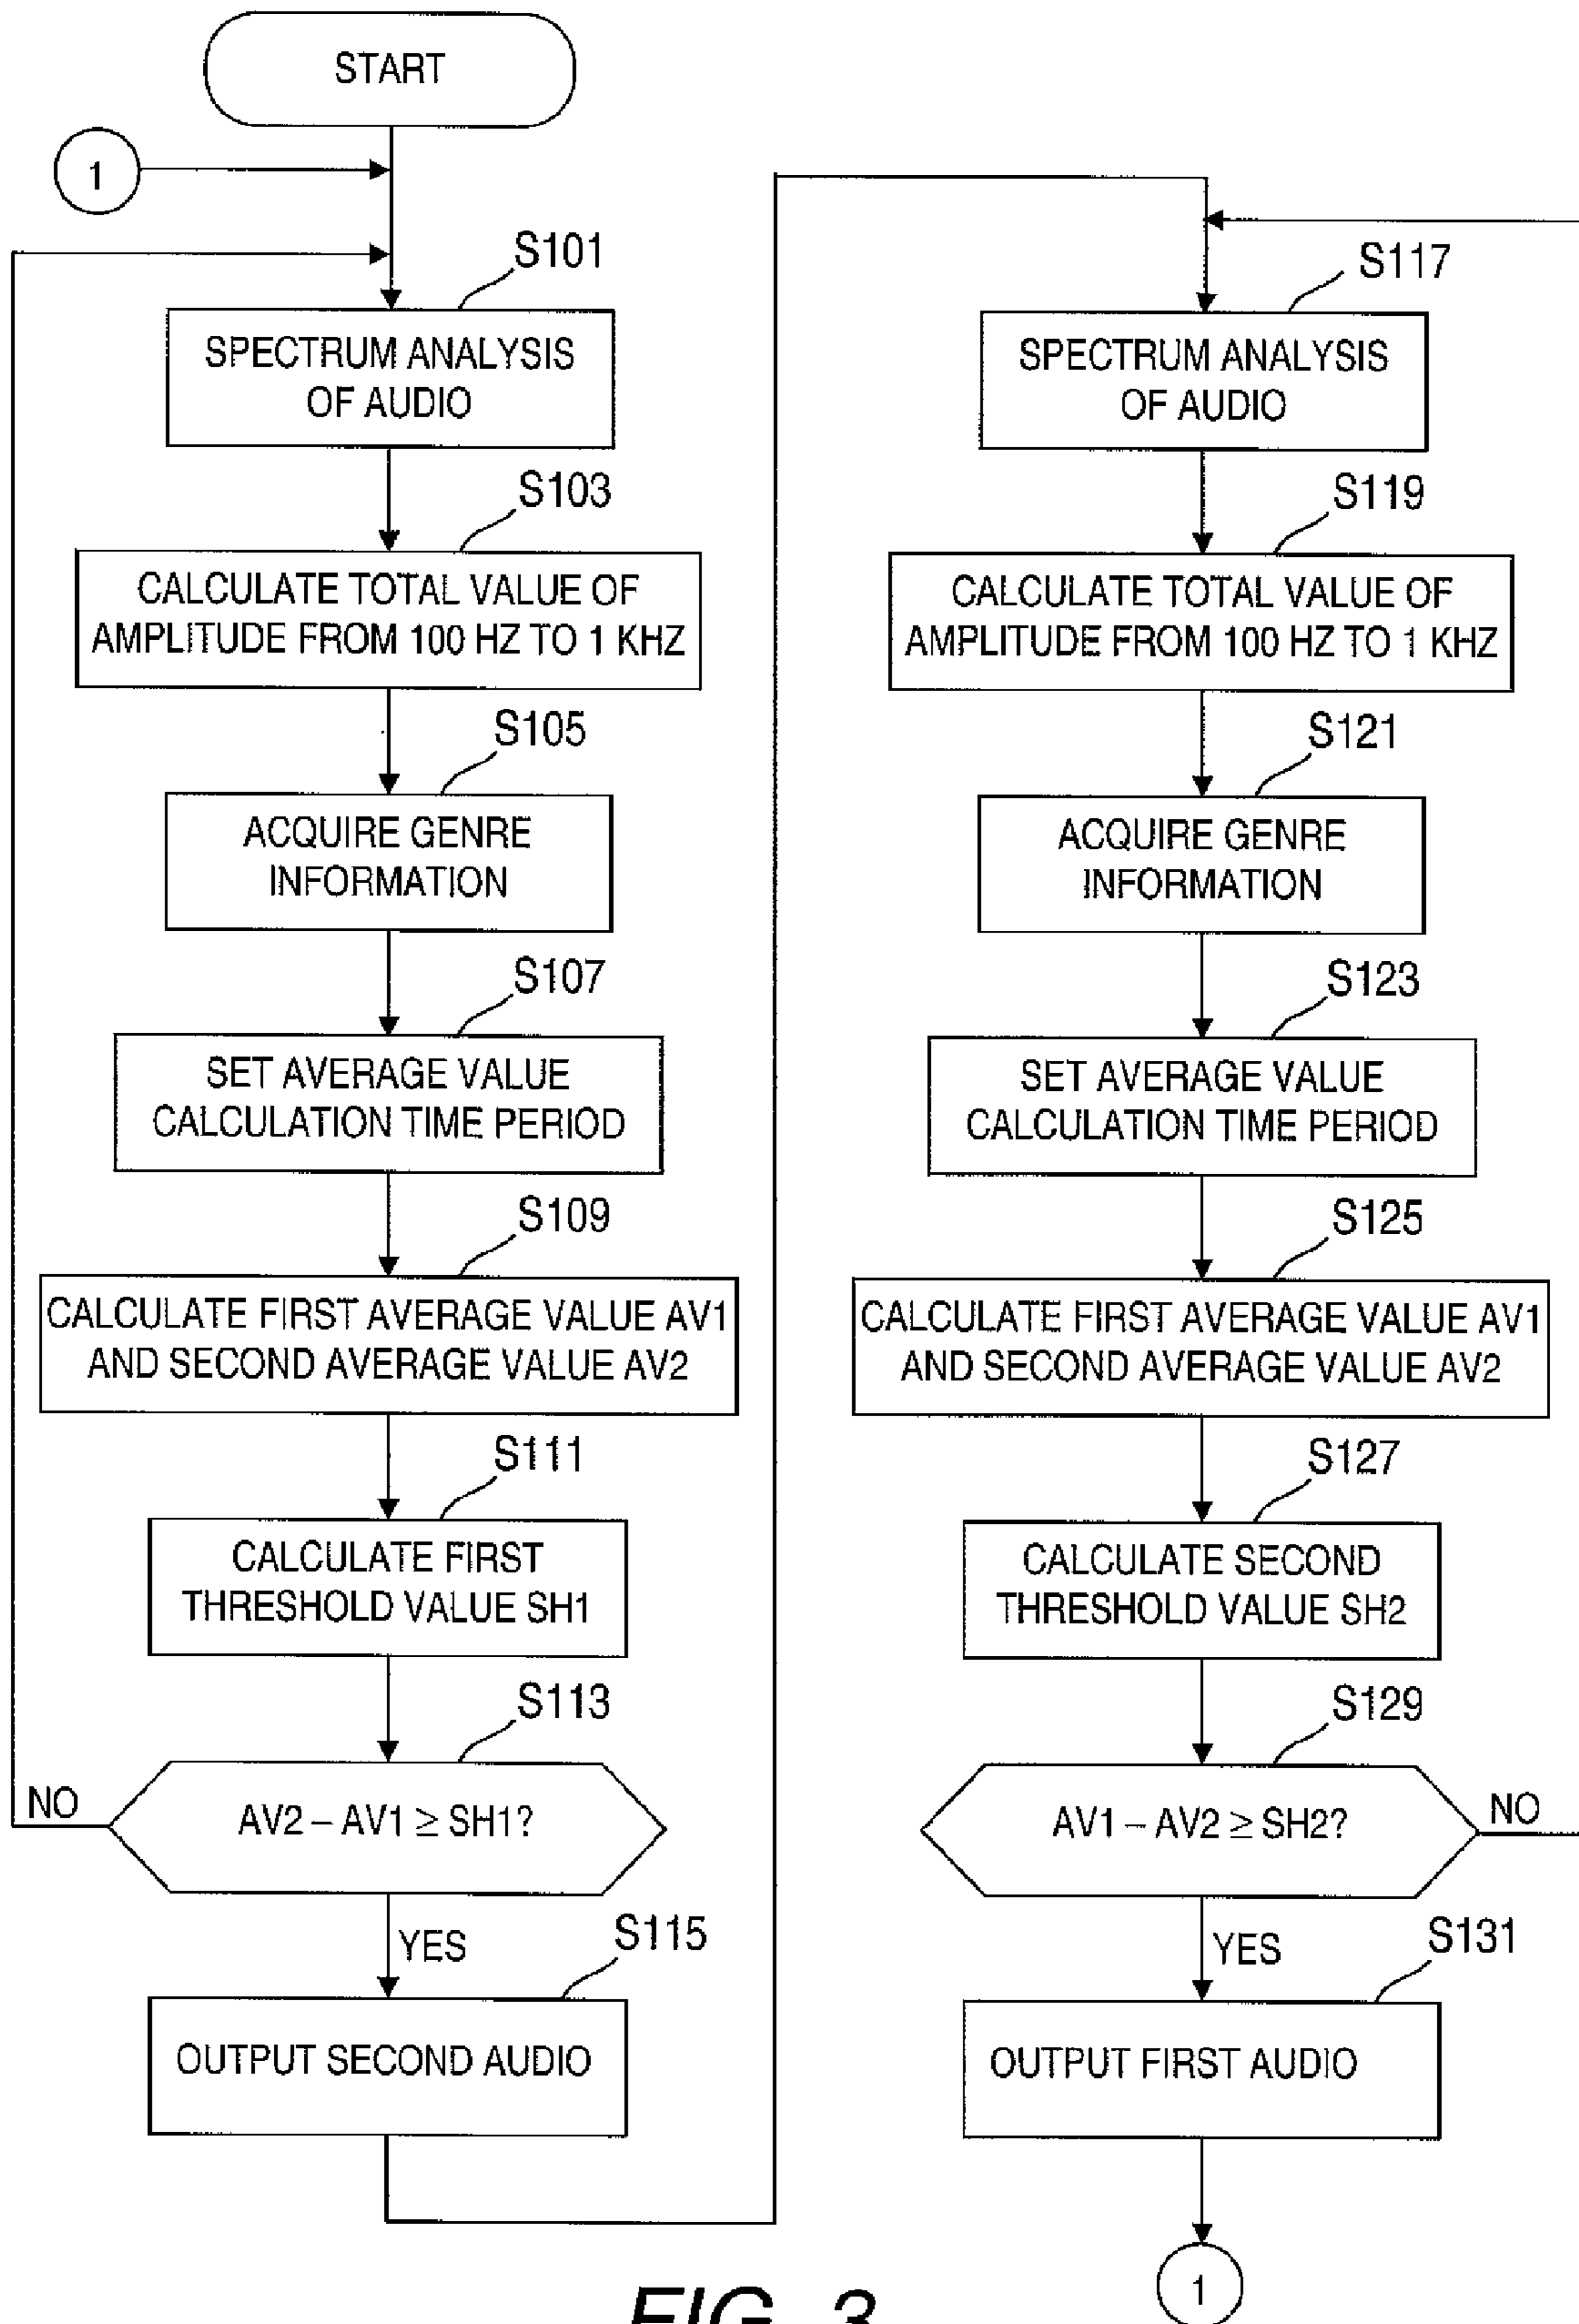 START
1
S101
SPECTRUM ANALYSIS
OF AUDIO
S103
CALCULATE TOTAL VALUE OF
AMPLITUDE FROM 100 HZ TO 1 KHZ
S105
ACQUIRE GENRE
INFORMATION
S107
SET AVERAGE VALUE
CALCULATION TIME PERIOD
S109
CALCULATE FIRST AVERAGE VALUE AV1
AND SECOND AVERAGE VALUE AV2
S111
CALCULATE FIRST
THRESHOLD VALUE SH1
S113
AV2 – AV1 ≥ SH1?
NO
YES
S115
OUTPUT SECOND AUDIO
S117
SPECTRUM ANALYSIS
OF AUDIO
S119
CALCULATE TOTAL VALUE OF
AMPLITUDE FROM 100 HZ TO 1 KHZ
S121
ACQUIRE GENRE
INFORMATION
S123
SET AVERAGE VALUE
CALCULATION TIME PERIOD
S125
CALCULATE FIRST AVERAGE VALUE AV1
AND SECOND AVERAGE VALUE AV2
S127
CALCULATE SECOND
THRESHOLD VALUE SH2
S129
AV1 – AV2 ≥ SH2?
NO
YES
S131
OUTPUT FIRST AUDIO
1
FIG. 3